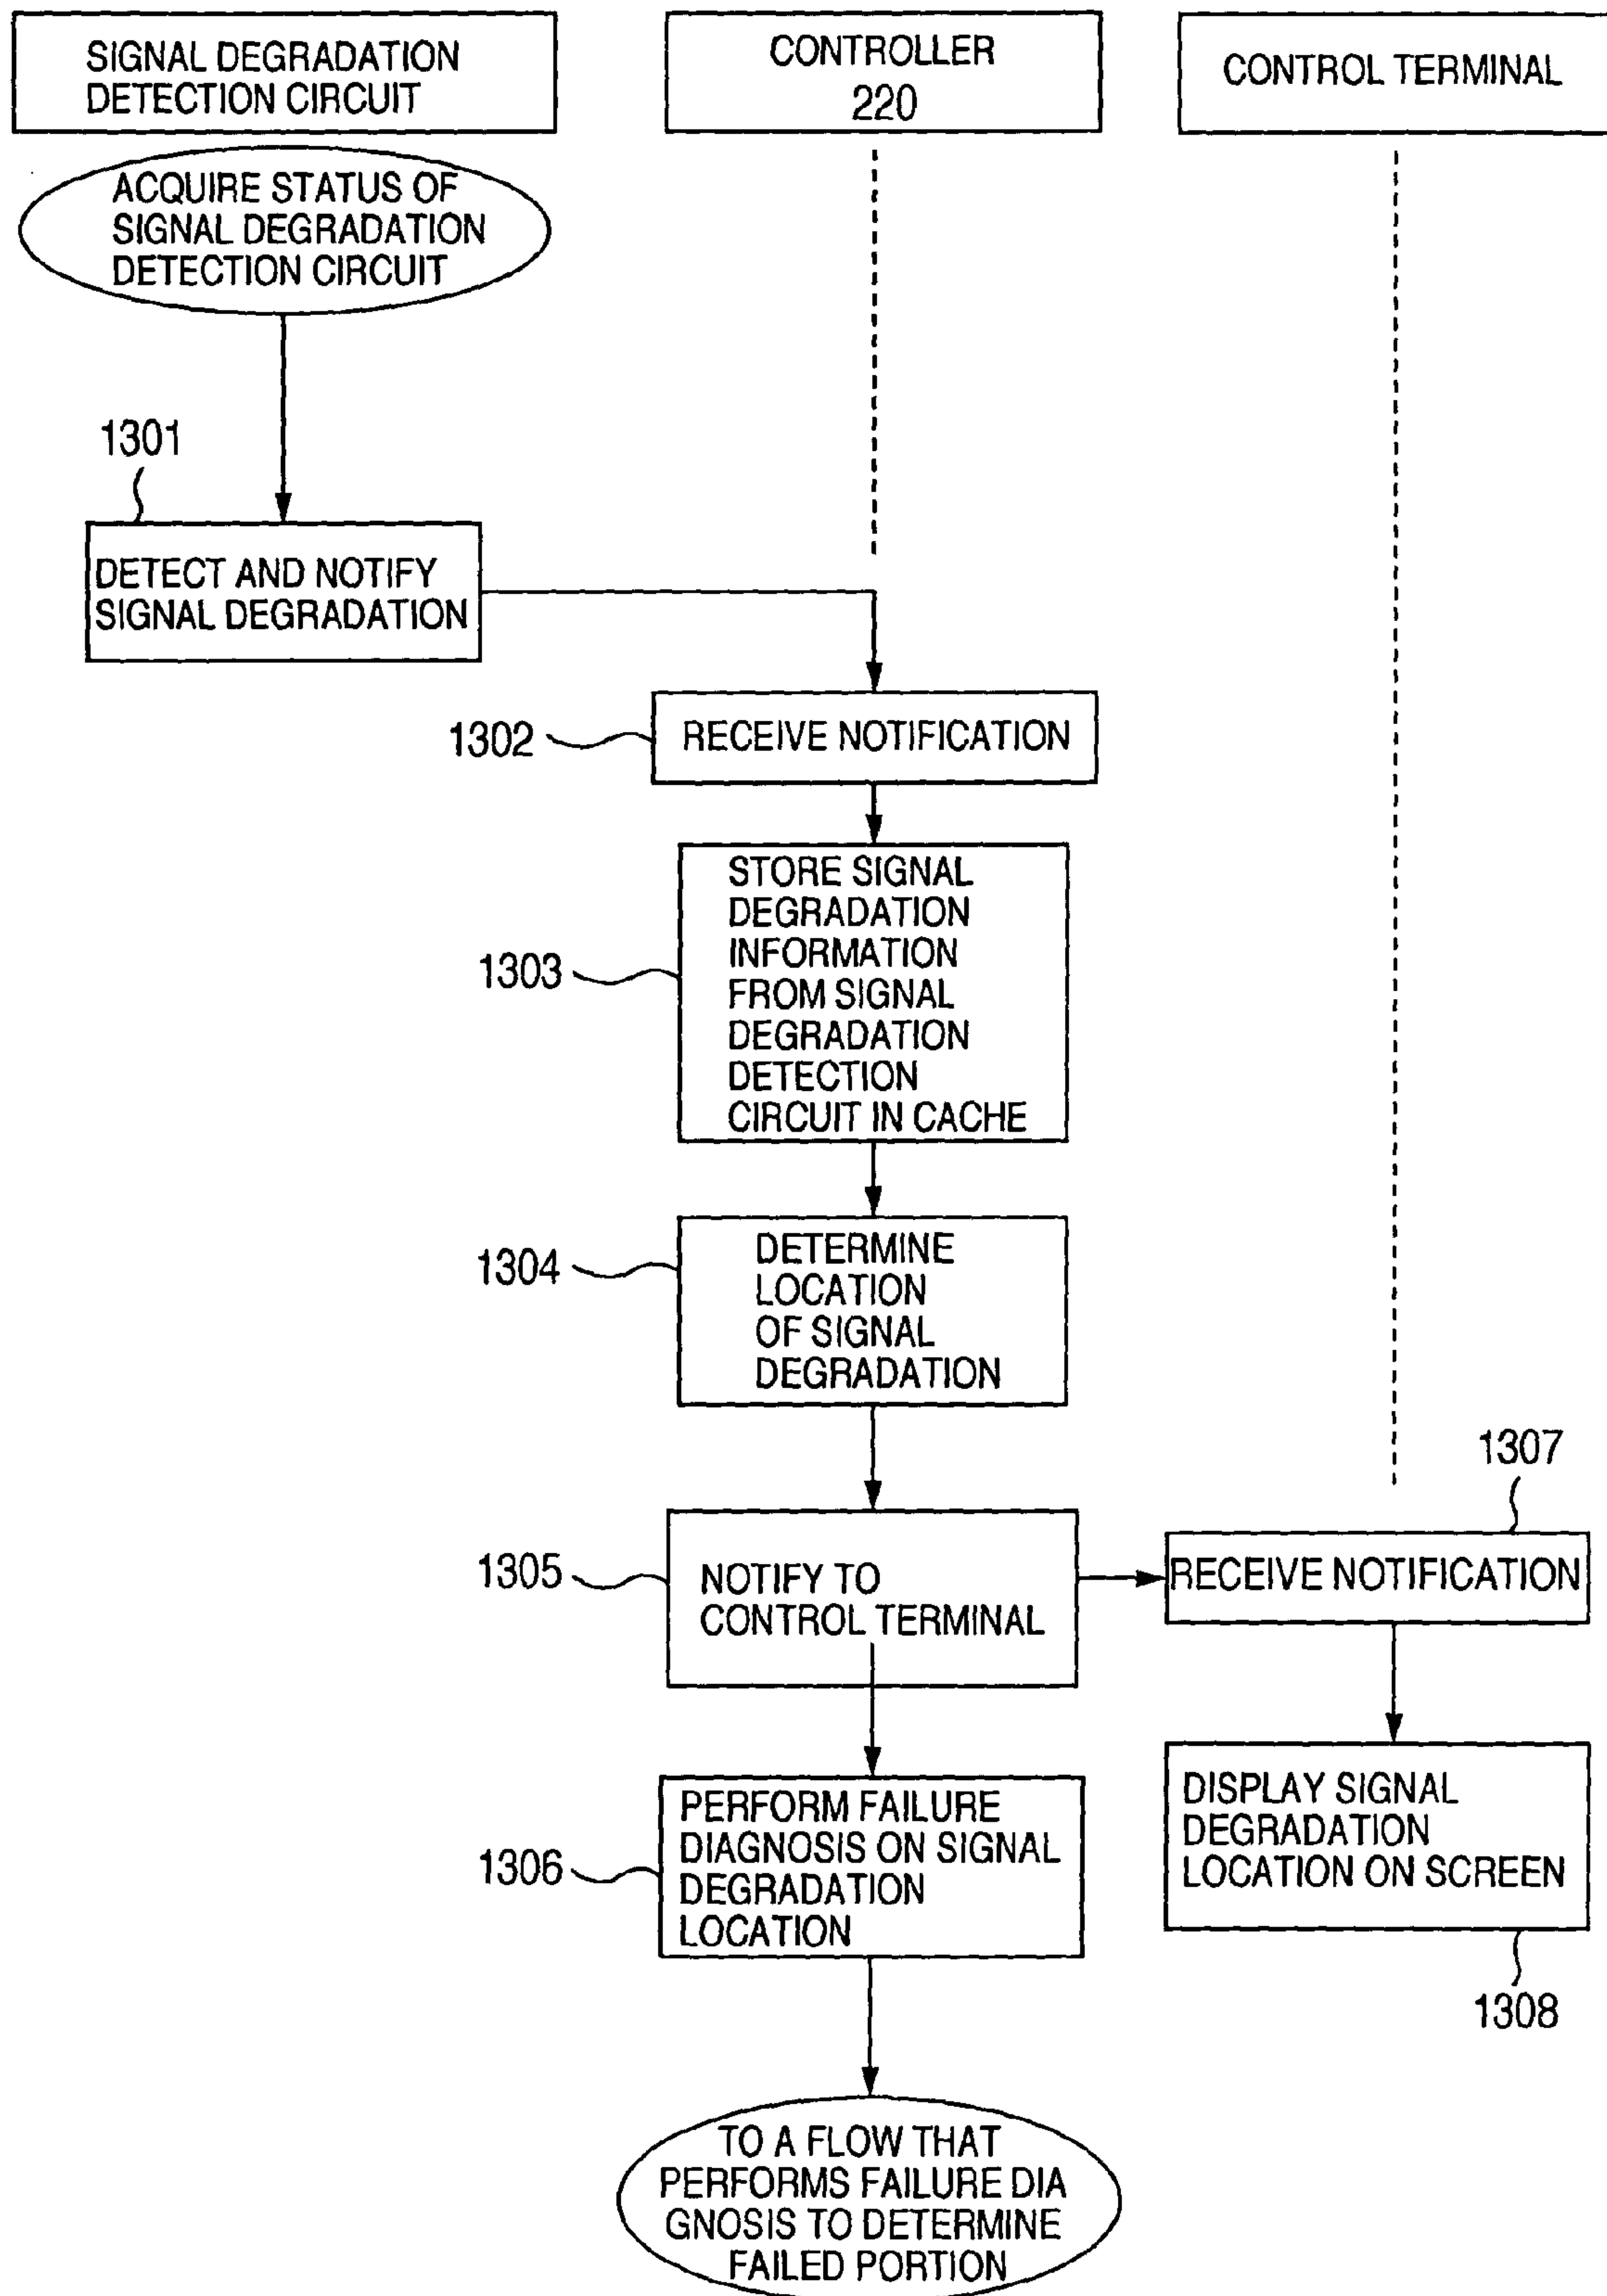 SIGNAL DEGRADATION
DETECTION CIRCUIT
CONTROLLER
220
CONTROL TERMINAL
ACQUIRE STATUS OF
SIGNAL DEGRADATION
DETECTION CIRCUIT
1301
DETECT AND NOTIFY
SIGNAL DEGRADATION
1302
RECEIVE NOTIFICATION
1303
STORE SIGNAL
DEGRADATION
INFORMATION
FROM SIGNAL
DEGRADATION
DETECTION
CIRCUIT IN CACHE
1304
DETERMINE
LOCATION
OF SIGNAL
DEGRADATION
1305
NOTIFY TO
CONTROL TERMINAL
1307
RECEIVE NOTIFICATION
1306
PERFORM FAILURE
DIAGNOSIS ON SIGNAL
DEGRADATION
LOCATION
DISPLAY SIGNAL
DEGRADATION
LOCATION ON SCREEN
1308
TO A FLOW THAT
PERFORMS FAILURE DIA
GNOSIS TO DETERMINE
FAILED PORTION